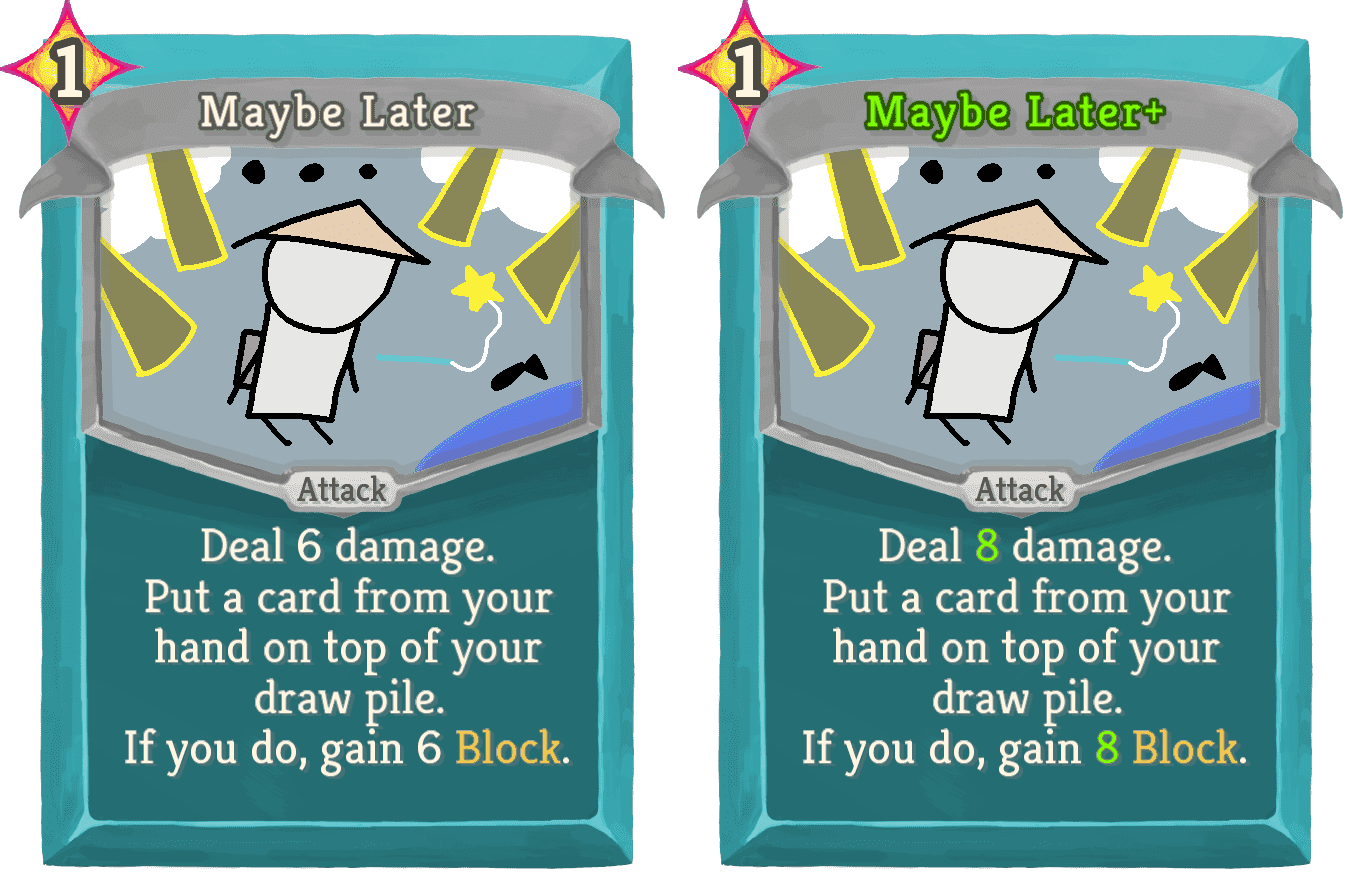 1
Maybe Later
Attack
Deal 6 damage.
Put a card from your
hand on top of your
draw pile.
If you do, gain 6 Block.
1
Maybe Later+
Attack
Deal 8 damage.
Put a card from your
hand on top of your
draw pile.
If you do, gain 8 Block.